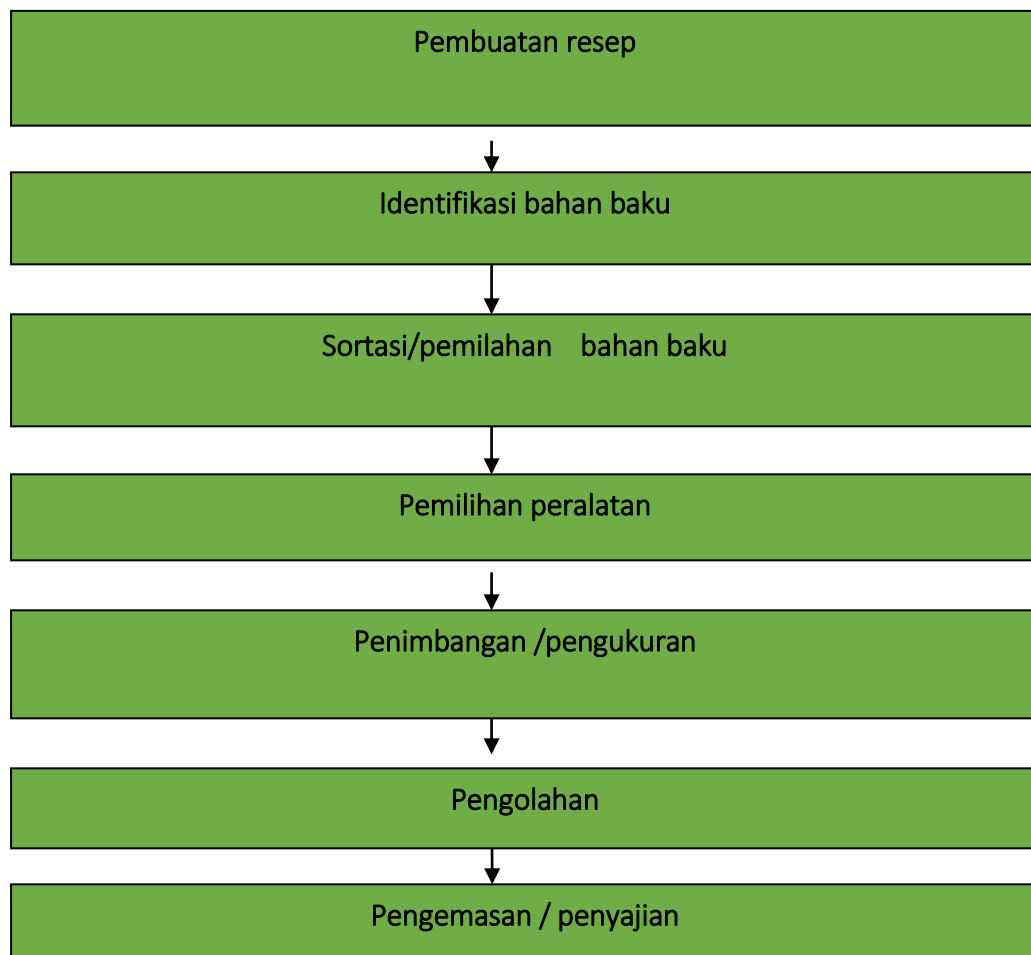 Pembuatan resep
Identifikasi bahan baku
Sortasi/pemilahan bahan baku
Pemilihan peralatan
Penimbangan /pengukuran
Pengolahan
Pengemasan / penyajian